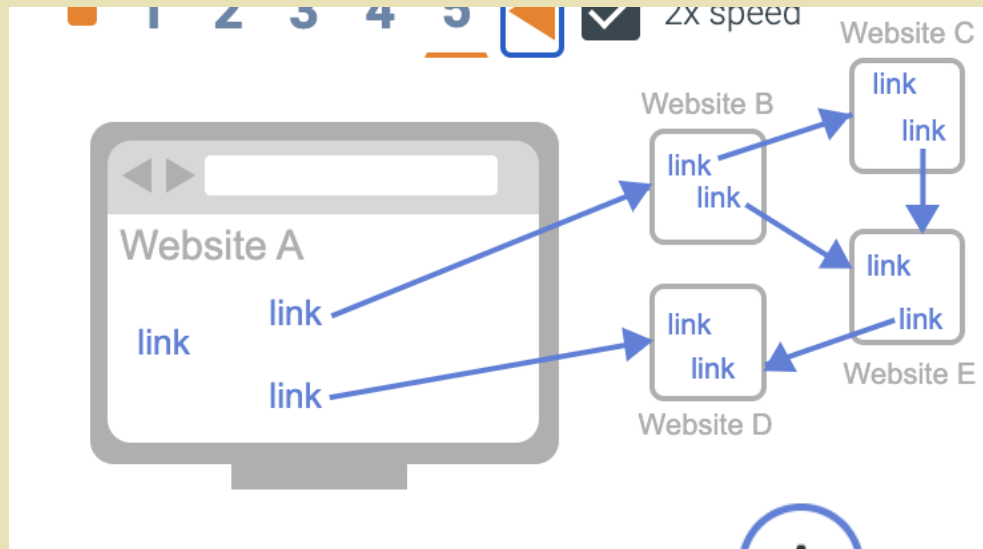 1 2 3 4 5 2x speed
Website C
link
link
Website B
link
link
Website A
link
link
link
link
link
Website E
link
link
Website D